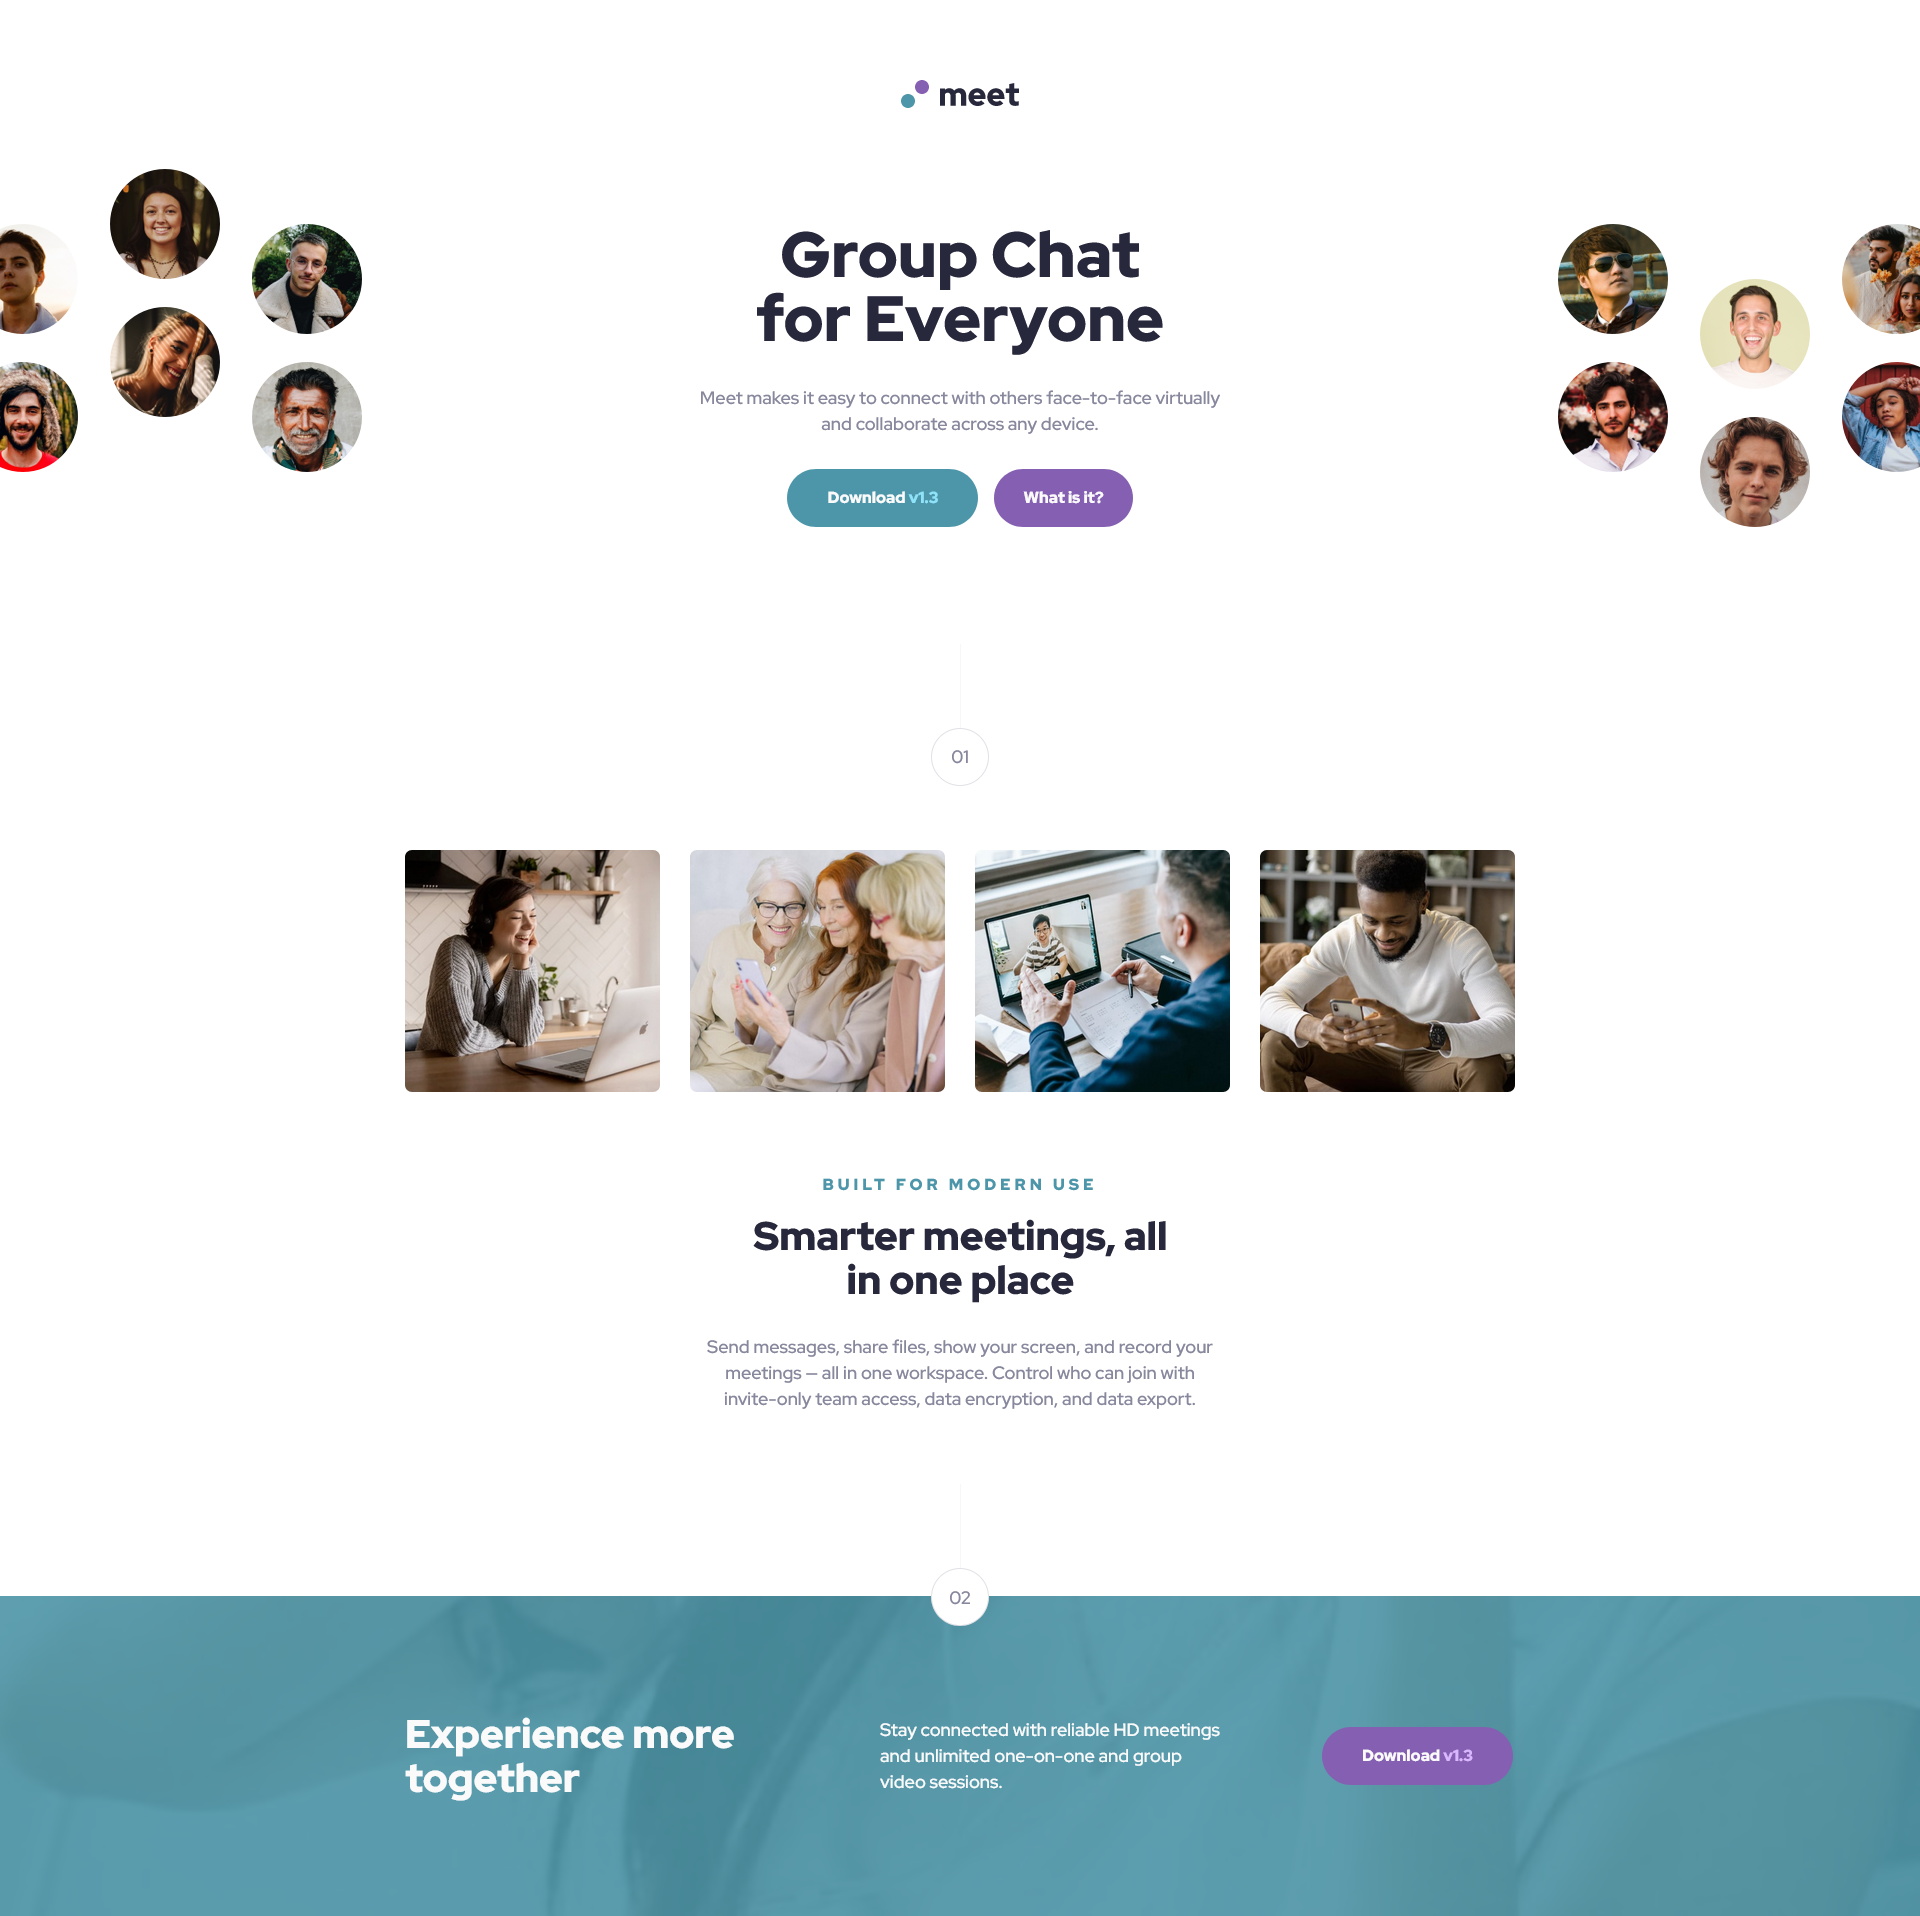 meet
Group Chat
for Everyone
Meet makes it easy to connect with others face-to-face virtually
and collaborate across any device.
Download v1.3
What is it?
01
BUILT FOR MODERN USE
Smarter meetings, all
in one place
Send messages, share files, show your screen, and record your
meetings — all in one workspace. Control who can join with
invite-only team access, data encryption, and data export.
02
Experience more
together
Stay connected with reliable HD meetings
and unlimited one-on-one and group
video sessions.
Download v1.3